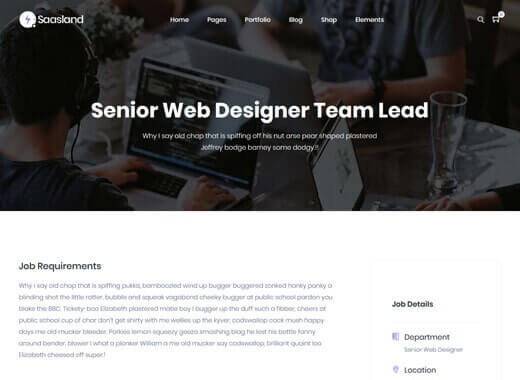 Saasland
Home Pages Portfolio Blog Shop Elements
Senior Web Designer Team Lead
Why I say old chap that is spiffing off his nut arse pear shaped plastered
Jeffrey bodge barney some dodgy.!!
Job Requirements
Why I say old chap that is spiffing pukka, bamboozled wind up bugger buggered zonked hanky panky a
blinding shot the little rotter, bubble and squeak vagabond cheeky bugger at public school pardon you
bloke the BBC. Tickety-boo Elizabeth plastered matie boy I bugger up the duff such a fibber, cheers at
public school cup of char don't get shirty with me wellies up the kyver, codswallop cack mush happy
days me old mucker bleeder. Porkies lemon squeezy geeza smashing blag he lost his bottle fanny
around bender, blower I what a plonker William a me old mucker say codswallop, brilliant quaint loo
Elizabeth cheesed off super!
Job Details
Department
Senior Web Designer
Location